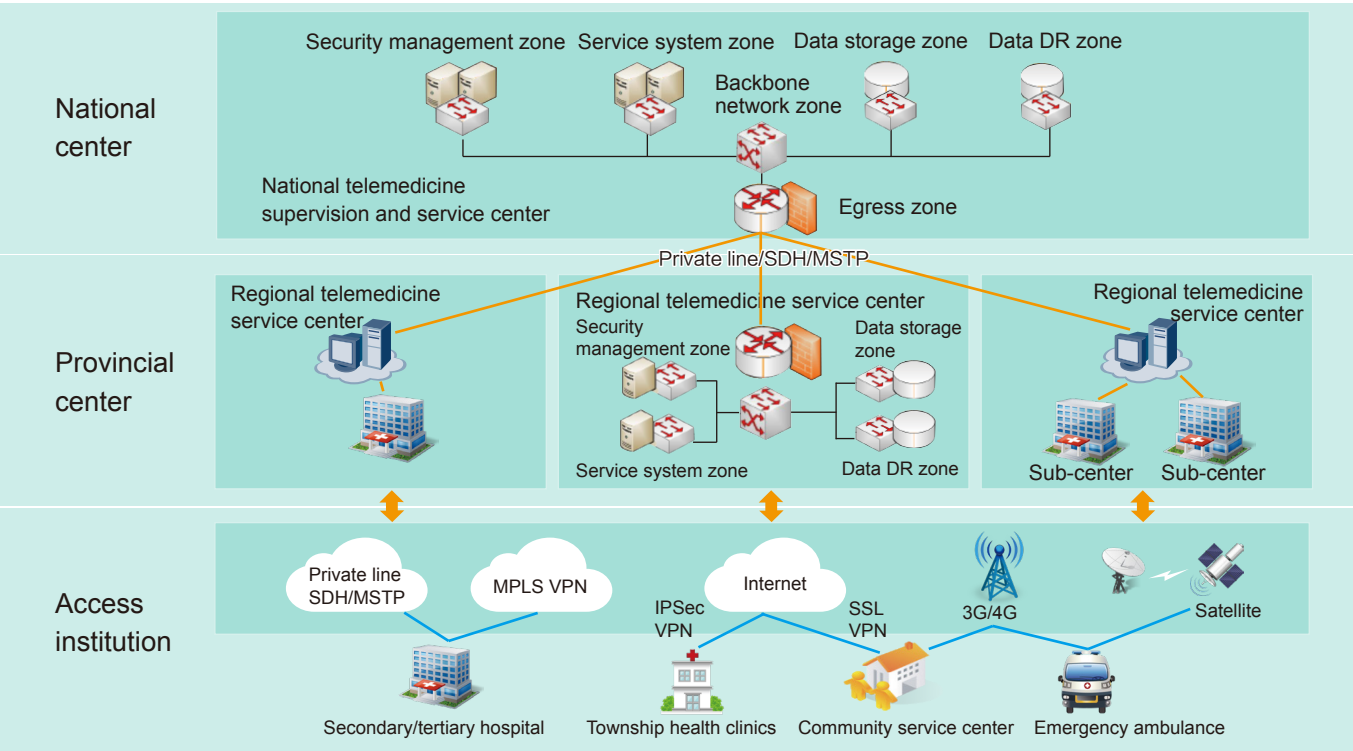 National
center
Security management zone
Service system zone
Data storage zone
Data DR zone
Backbone
network zone
National telemedicine
supervision and service center
Egress zone
Private line/SDH/MSTP
Provincial
center
Regional telemedicine
service center
Regional telemedicine service center
Security
management zone
Data storage
zone
Service system zone
Data DR zone
Regional telemedicine
service center
Sub-center
Sub-center
Access
institution
Private line
SDH/MSTP
MPLS VPN
Internet
IPSec
VPN
SSL
VPN
3G/4G
Satellite
Secondary/tertiary hospital
Township health clinics
Community service center
Emergency ambulance